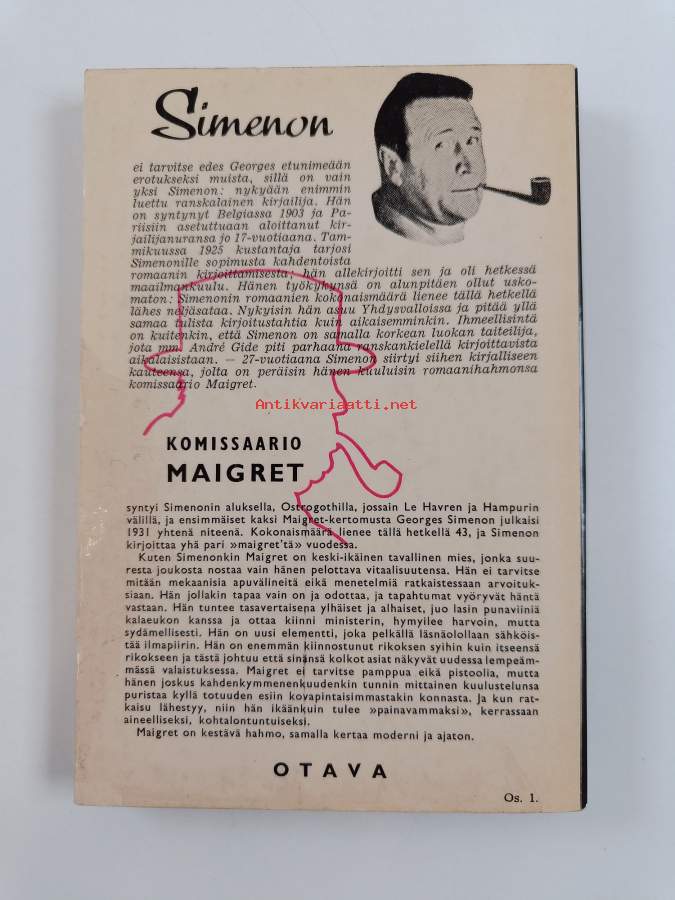 Simenon
ei tarvitse edes Georges etunimeään
erotukseksi muista, sillä on vain
yksi Simenon: nykyään enimmin
luettu ranskalainen kirjailija. Hän
on syntynyt Belgiassa 1903 ja Pa-
riisiin asetuttuaan aloittanut kir-
jailijanuransa jo 17-vuotiaana. Tam-
mikuussa 1925 kustantaja tarjosi
Simenonille sopimusta kahdentoista
romaanin kirjoittamisesta; hän allekirjoitti sen ja oli hetkessä
maailmankuulu. Hänen työkykynsä on alunpitäen ollut usko-
maton: Simenonin romaanien kokonaismäärä lienee tällä hetkellä
lähes neljäsataa. Nykyisin hän asuu Yhdysvalloissa ja pitää yllä
samaa tulista kirjoitustahtia kuin aikaisemminkin. Ihmeellisintä
on kuitenkin, että Simenon on samalla korkean luokan taiteilija,
jota mm. André Gide piti parhaana ranskankielellä kirjoittavista
aikalaisistaan. — 27-vuotiaana Simenon siirtyi siihen kirjalliseen
kauteensa, jolta on peräisin hänen kuuluisin romaanihahmonsa
komissaario Maigret.
Antikvariaatti.net
KOMISSAARIO
MAIGRET
syntyi Simenonin aluksella, Ostrogothilla, jossain Le Havren ja Hampurin
välillä, ja ensimmäiset kaksi Maigret-kertomusta Georges Simenon julkaisi
1931 yhtenä niteenä. Kokonaismäärä lienee tällä hetkellä 43, ja Simenon
kirjoittaa yhä pari »maigret'tä» vuodessa.
Kuten Simenonkin Maigret on keski-ikäinen tavallinen mies, jonka suu-
resta joukosta nostaa vain hänen pelottava vitaalisuutensa. Hän ei tarvitse
mitään mekaanisia apuvälineitä eikä menetelmiä ratkaistessaan arvoituk-
siaan. Hän jollakin tapaa vain on ja odottaa, ja tapahtumat vyöryvät häntä
vastaan. Hän tuntee tasavertaisena ylhäiset ja alhaiset, juo lasin punaviiniä
kalaeukon kanssa ja ottaa kiinni ministerin, hymyilee harvoin, mutta
sydämellisesti. Hän on uusi elementti, joka pelkällä läsnäolollaan sähköis-
tää ilmapiirin. Hän on enemmän kiinnostunut rikoksen syihin kuin itseensä
rikokseen ja tästä johtuu että sinänsä kolkot asiat näkyvät uudessa lempeäm-
mässä valaistuksessa. Maigret ei tarvitse pamppua eikä pistoolia, mutta
hänen joskus kahdenkymmenenkuudenkin tunnin mittainen kuulustelunsa
puristaa kyllä totuuden esiin kovapintaisimmastakin konnasta. Ja kun rat-
kaisu lähestyy, niin hän ikäänkuin tulee »painavammaksi», kerrassaan
aineelliseksi, kohtalontuntuiseksi.
Maigret on kestävä hahmo, samalla kertaa moderni ja ajaton.
OTAVA
Os. 1.